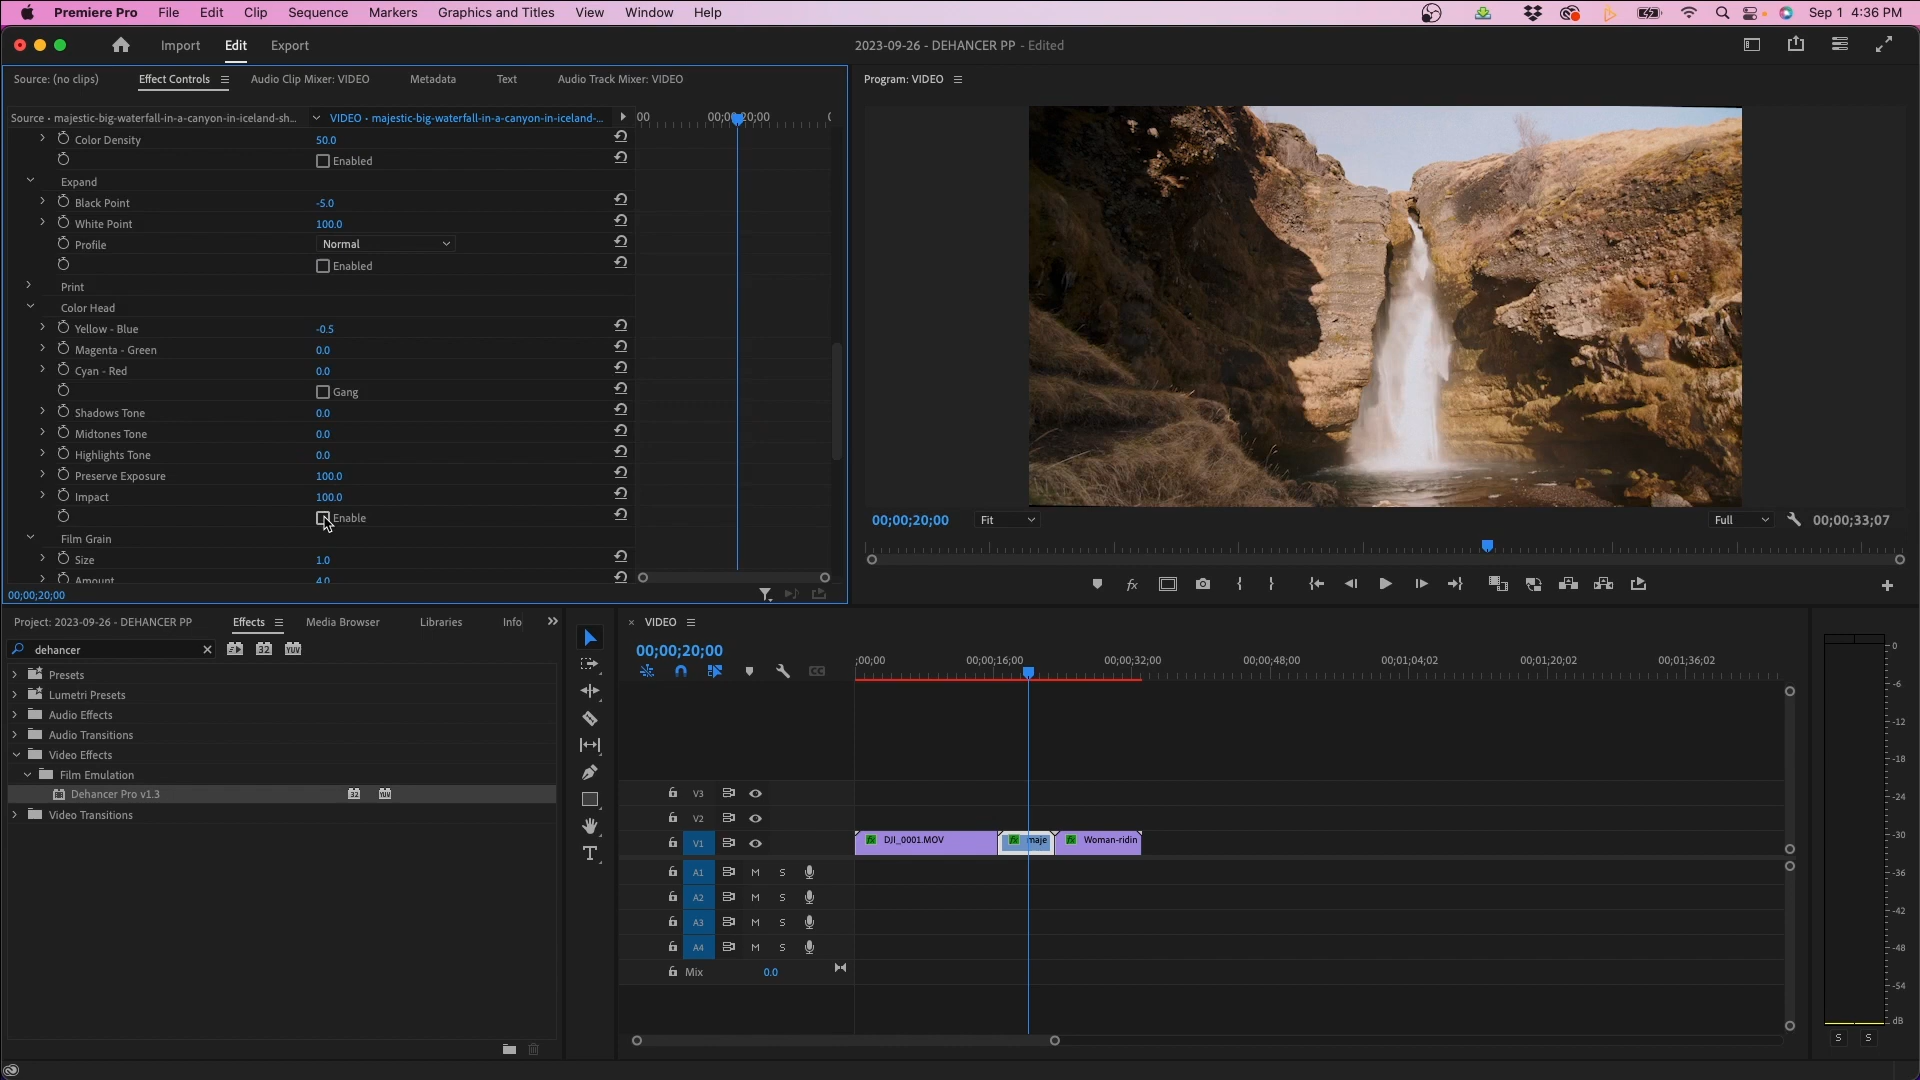 Premiere Pro File Edit Clip Sequence Markers Graphics and Titles View Window Help Sep 1 4:36 PM
Import Edit Export 2023-09-26 - DEHANCER PP - Edited
Source: (no clips) Effect Controls Audio Clip Mixer: VIDEO Metadata Text Audio Track Mixer: VIDEO Program: VIDEO
Source · majestic-big-waterfall-in-a-canyon-in-iceland-sh... VIDEO · majestic-big-waterfall-in-a-canyon-in-iceland-...
Color Density 50.0
Enabled
Expand
Black Point -5.0
White Point 100.0
Profile Normal
Enabled
Print
Color Head
Yellow - Blue -0.5
Magenta - Green 0.0
Cyan - Red 0.0
Gang
Shadows Tone 0.0
Midtones Tone 0.0
Highlights Tone 0.0
Preserve Exposure 100.0
Impact 100.0
Enable
Film Grain
Size 1.0
Amount 4.0
00;00;20;00
00;00;20;00 Fit Full 00;00;33;07
Project: 2023-09-26 - DEHANCER PP Effects Media Browser Libraries Info
dehancer
Presets
Lumetri Presets
Audio Effects
Audio Transitions
Video Effects
Film Emulation
Dehancer Pro v1.3
Video Transitions
VIDEO
00;00;20;00
;00;00 00;00;16;00 00;00;32;00 00;00;48;00 00;01;04;02 00;01;20;02 00;01;36;02
V3
V2
V1 DJI_0001.MOV maje Woman-ridin
A1 M S
A2 M S
A3 M S
A4 M S
Mix 0.0
0
-6
-12
-18
-24
-30
-36
-42
-48
-54
dB
S S